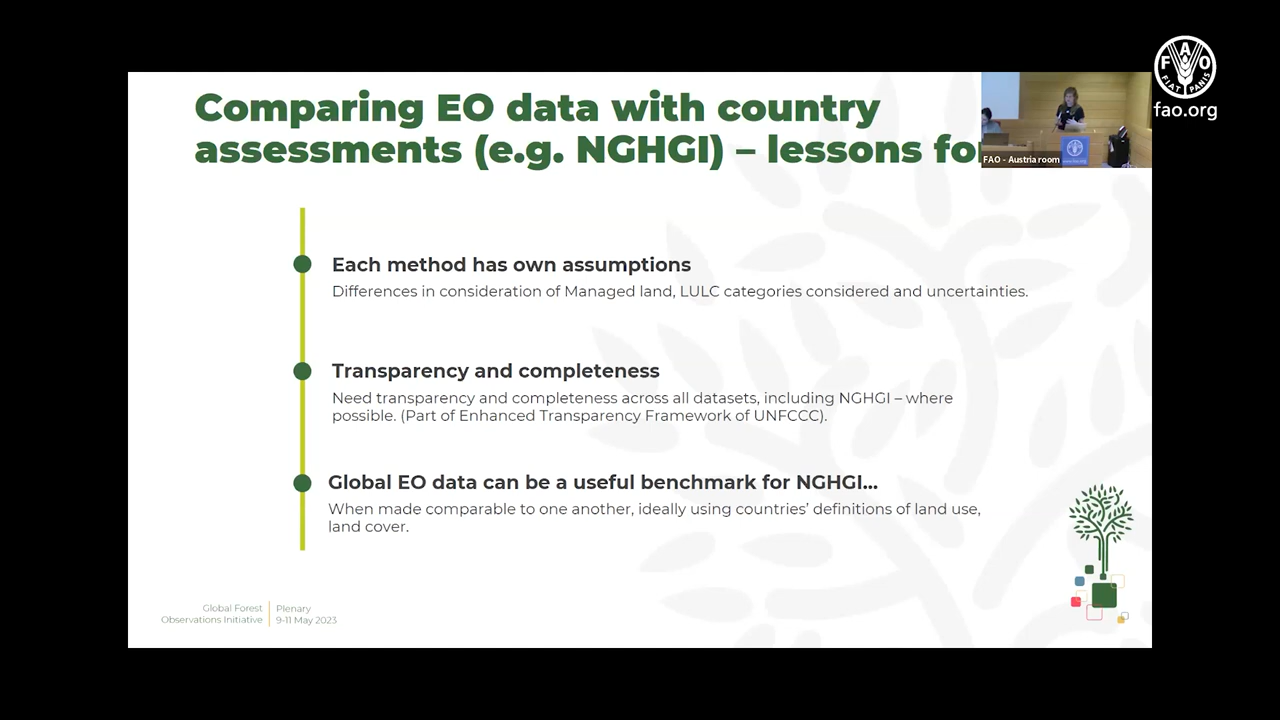 Comparing EO data with country
assessments (e.g. NGHGI) – lessons for
FAO - Austria room
F A O
FIAT PANIS
fao.org
Each method has own assumptions
Differences in consideration of Managed land, LULC categories considered and uncertainties.
Transparency and completeness
Need transparency and completeness across all datasets, including NGHGI – where
possible. (Part of Enhanced Transparency Framework of UNFCCC).
Global EO data can be a useful benchmark for NGHGI...
When made comparable to one another, ideally using countries’ definitions of land use,
land cover.
Global Forest
Observations Initiative
Plenary
9-11 May 2023